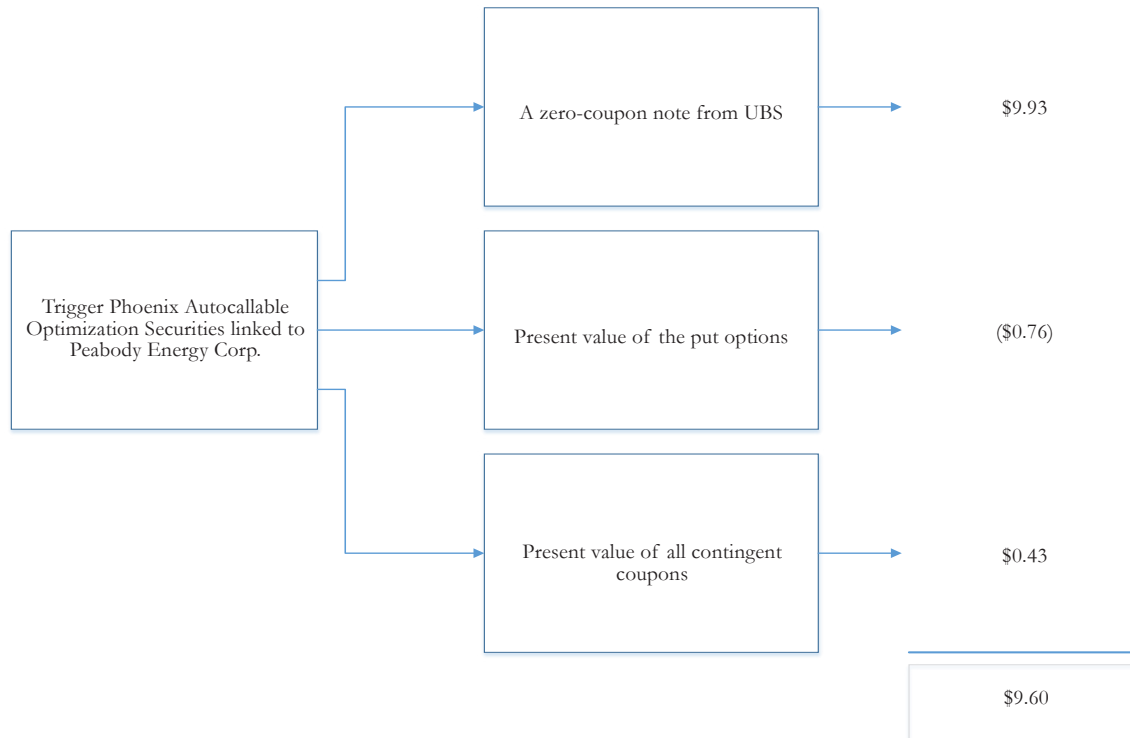 A zero-coupon note from UBS
$9.93
Trigger Phoenix Autocallable
Optimization Securities linked to
Peabody Energy Corp.
Present value of the put options
($0.76)
Present value of all contingent
coupons
$0.43
$9.60